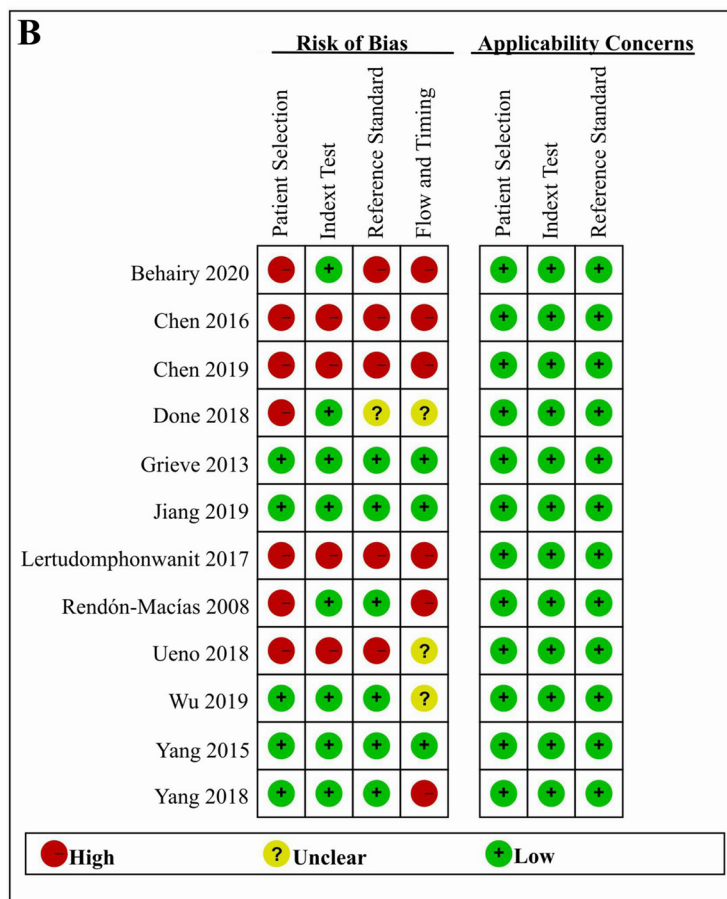 B
Risk of Bias
Applicability Concerns
Patient Selection
Indext Test
Reference Standard
Flow and Timing
Patient Selection
Indext Test
Reference Standard
Behairy 2020 - + - - + + +
Chen 2016 - - - - + + +
Chen 2019 - - - - + + +
Done 2018 - + ? ? + + +
Grieve 2013 + + + + + + +
Jiang 2019 + + + + + + +
Lertudomphonwanit 2017 - - - - + + +
Rendón-Macías 2008 - + + - + + +
Ueno 2018 - - - ? + + +
Wu 2019 + + + ? + + +
Yang 2015 + + + + + + +
Yang 2018 + + + - + + +
- High ? Unclear + Low